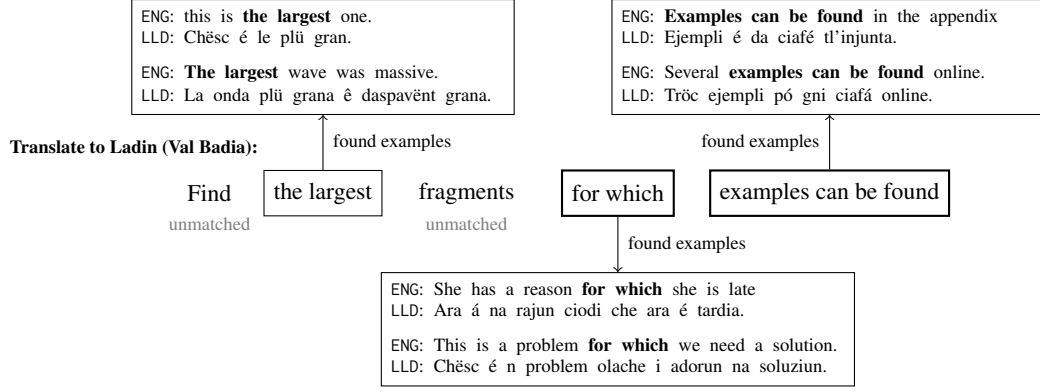 ENG: this is the largest one.
LLD: Chësc é le plü gran.
ENG: The largest wave was massive.
LLD: La onda plü grana ê daspavënt grana.
ENG: Examples can be found in the appendix
LLD: Ejempli é da ciafé tl'injunta.
ENG: Several examples can be found online.
LLD: Tröc ejempli pó gni ciafá online.
found examples
found examples
Translate to Ladin (Val Badia):
Find the largest fragments for which examples can be found
unmatched unmatched
found examples
ENG: She has a reason for which she is late
LLD: Ara á na rajun ciodi che ara é tardia.
ENG: This is a problem for which we need a solution.
LLD: Chësc é n problem olache i adorun na soluziun.